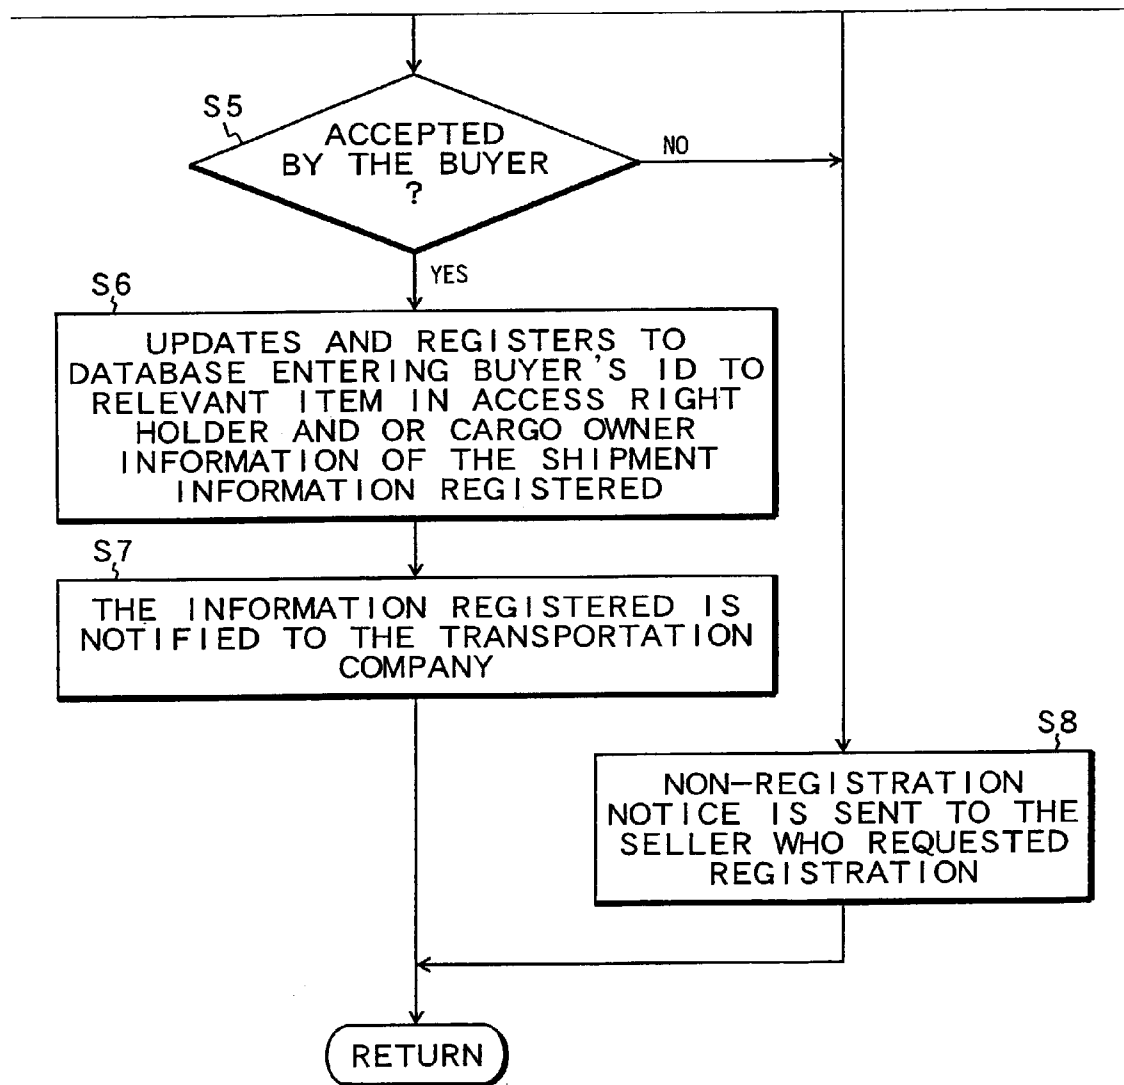 S5
ACCEPTED
BY THE BUYER
?
NO
YES
S6
UPDATES AND REGISTERS TO
DATABASE ENTERING BUYER'S ID TO
RELEVANT ITEM IN ACCESS RIGHT
HOLDER AND OR CARGO OWNER
INFORMATION OF THE SHIPMENT
INFORMATION REGISTERED
S7
THE INFORMATION REGISTERED IS
NOTIFIED TO THE TRANSPORTATION
COMPANY
S8
NON-REGISTRATION
NOTICE IS SENT TO THE
SELLER WHO REQUESTED
REGISTRATION
RETURN